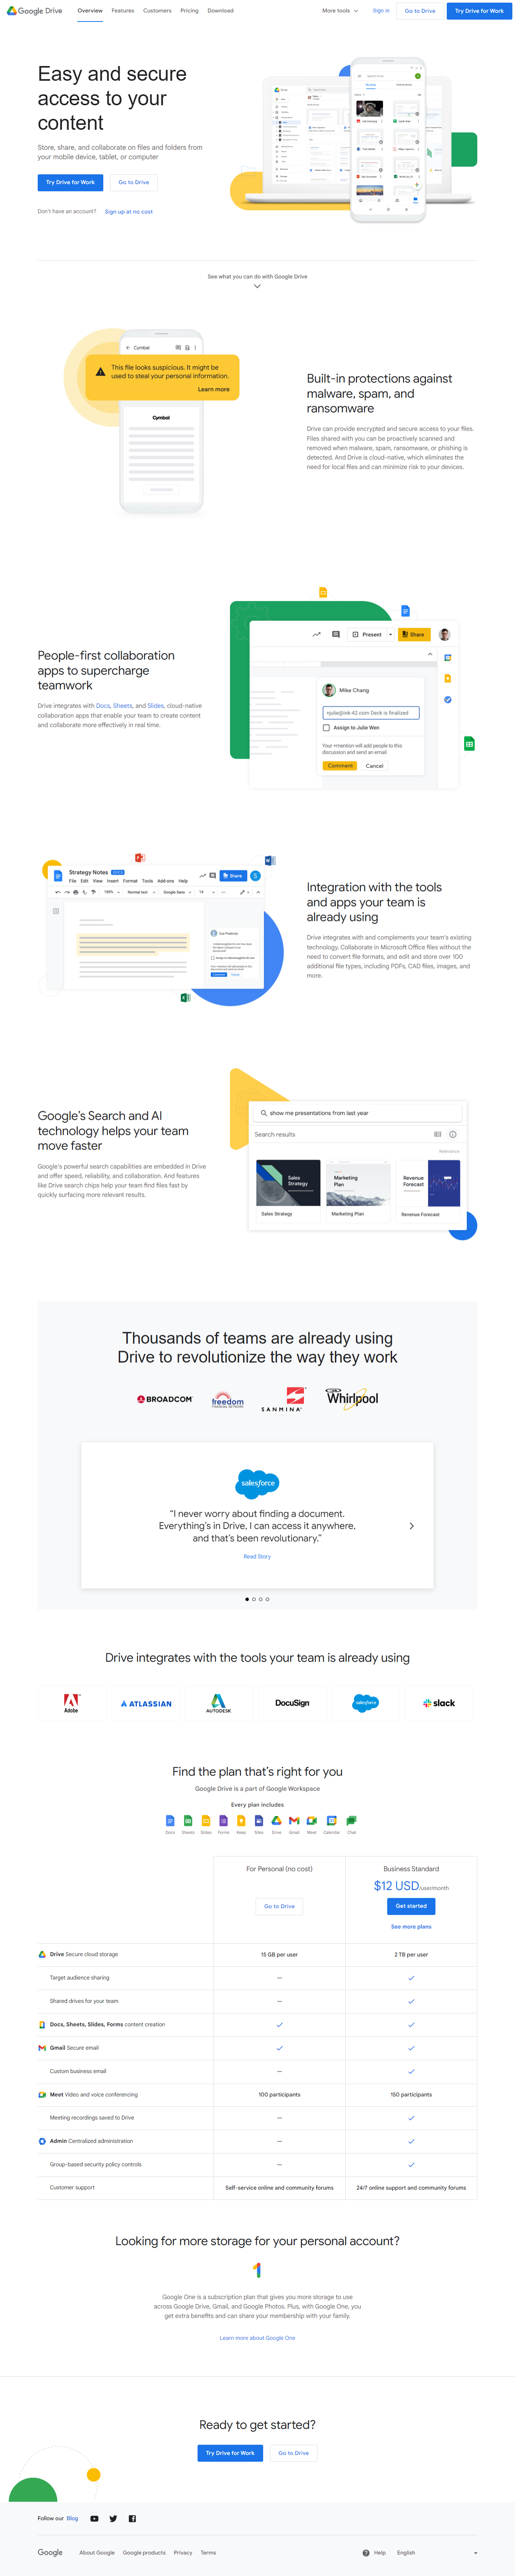 Google Drive
Overview Features Customers Pricing Download
More tools Sign in Go to Drive Try Drive for Work
Easy and secure
access to your
content
Store, share, and collaborate on files and folders from
your mobile device, tablet, or computer
Try Drive for Work Go to Drive
Don't have an account? Sign up at no cost
See what you can do with Google Drive
Cymbal
This file looks suspicious. It might be
used to steal your personal information.
Learn more
Cymbal
Built-in protections against
malware, spam, and
ransomware
Drive can provide encrypted and secure access to your files.
Files shared with you can be proactively scanned and
removed when malware, spam, ransomware, or phishing is
detected. And Drive is cloud-native, which eliminates the
need for local files and can minimize risk to your devices.
People-first collaboration
apps to supercharge
teamwork
Drive integrates with Docs, Sheets, and Slides, cloud-native
collaboration apps that enable your team to create content
and collaborate more effectively in real time.
Present Share
Mike Chang
+julie@ink-42.com Deck is finalized
Assign to Julie Wen
Your +mention will add people to this
discussion and send an email.
Comment Cancel
Strategy Notes
File Edit View Insert Format Tools Add-ons Help
Share
S
100% Normal text Google Sans 14
Integration with the tools
and apps your team is
already using
Drive integrates with and complements your team's existing
technology. Collaborate in Microsoft Office files without the
need to convert file formats, and edit and store over 100
additional file types, including PDFs, CAD files, images, and
more.
Google's Search and AI
technology helps your team
move faster
Google's powerful search capabilities are embedded in Drive
and offer speed, reliability, and collaboration. And features
like Drive search chips help your team find files fast by
quickly surfacing more relevant results.
show me presentations from last year
Search results
Relevance
Sales
Strategy
Marketing
Plan
Revenue
Forecast
Sales Strategy Marketing Plan Revenue Forecast
Thousands of teams are already using
Drive to revolutionize the way they work
BROADCOM
freedom
FINANCIAL NETWORK
SANMINA
Whirlpool
salesforce
“I never worry about finding a document.
Everything's in Drive, I can access it anywhere,
and that's been revolutionary.”
Read Story
Drive integrates with the tools your team is already using
Adobe
ATLASSIAN
AUTODESK
DocuSign
salesforce
slack
Find the plan that's right for you
Google Drive is a part of Google Workspace
Every plan includes
Docs Sheets Slides Forms Keep Sites Drive Gmail Meet Calendar Chat
For Personal (no cost) Business Standard
$12 USD/user/month
Go to Drive Get started
See more plans
Drive Secure cloud storage 15 GB per user 2 TB per user
Target audience sharing —
Shared drives for your team —
Docs, Sheets, Slides, Forms content creation
Gmail Secure email
Custom business email —
Meet Video and voice conferencing 100 participants 150 participants
Meeting recordings saved to Drive —
Admin Centralized administration —
Group-based security policy controls —
Customer support Self-service online and community forums 24/7 online support and community forums
Looking for more storage for your personal account?
1
Google One is a subscription plan that gives you more storage to use
across Google Drive, Gmail, and Google Photos. Plus, with Google One, you
get extra benefits and can share your membership with your family.
Learn more about Google One
Ready to get started?
Try Drive for Work Go to Drive
Follow our Blog
Google About Google Google products Privacy Terms
Help English